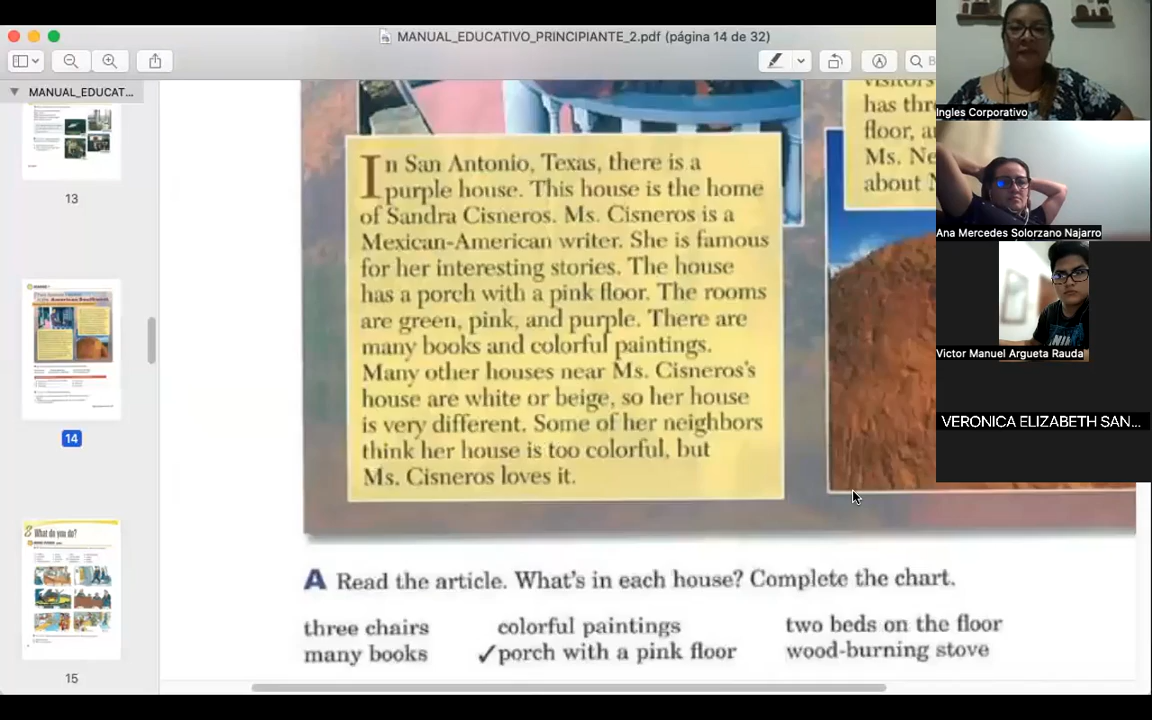 MANUAL_EDUCATIVO_PRINCIPIANTE_2.pdf (página 14 de 32)
MANUAL_EDUCAT...
13
14
What do you do?
15
In San Antonio, Texas, there is a
purple house. This house is the home
of Sandra Cisneros. Ms. Cisneros is a
Mexican-American writer. She is famous
for her interesting stories. The house
has a porch with a pink floor. The rooms
are green, pink, and purple. There are
many books and colorful paintings.
Many other houses near Ms. Cisneros's
house are white or beige, so her house
is very different. Some of her neighbors
think her house is too colorful, but
Ms. Cisneros loves it.
visitors
has thr
floor, a
Ms. Ne
about N
A Read the article. What's in each house? Complete the chart.
three chairs colorful paintings two beds on the floor
many books ✓porch with a pink floor wood-burning stove
Ingles Corporativo
Ana Mercedes Solorzano Najarro
Victor Manuel Argueta Rauda
VERONICA ELIZABETH SAN...